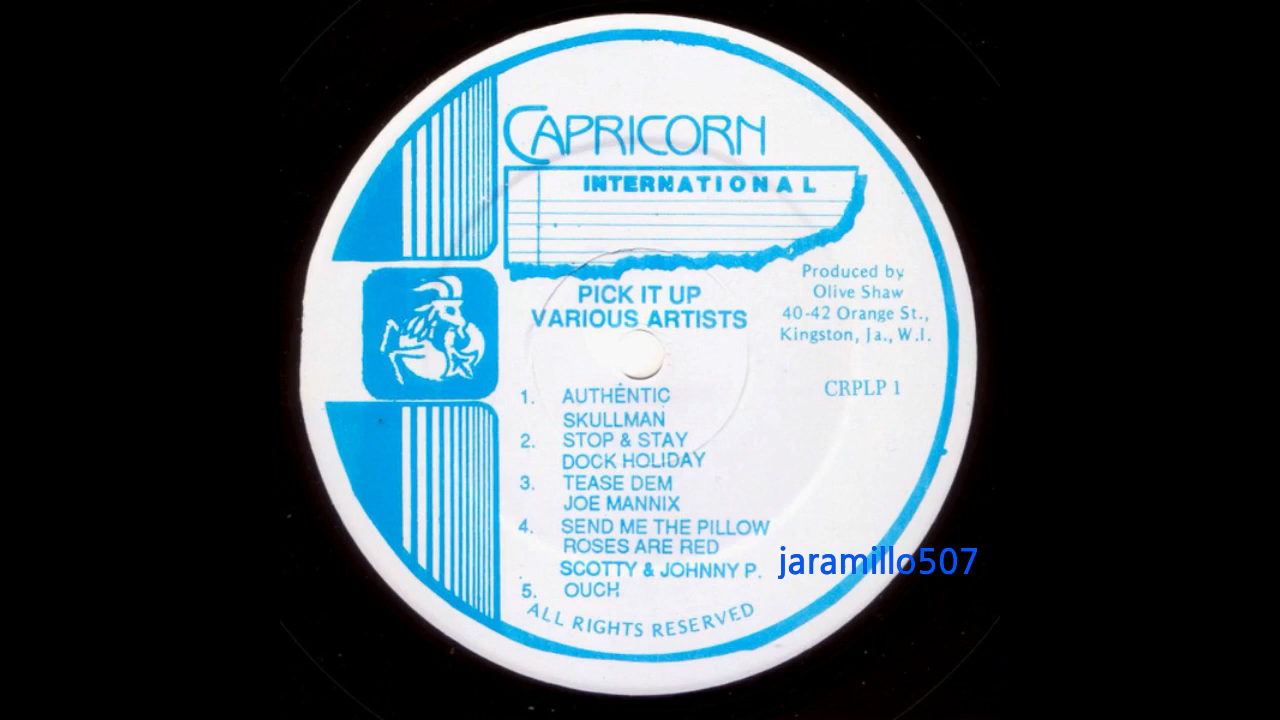 CAPRICORN
INTERNATIONAL
Produced by
Olive Shaw
40-42 Orange St.,
Kingston, Ja., W.I.
CRPLP 1
PICK IT UP
VARIOUS ARTISTS
1. AUTHENTIC
SKULLMAN
2. STOP & STAY
DOCK HOLIDAY
3. TEASE DEM
JOE MANNIX
4. SEND ME THE PILLOW
ROSES ARE RED
SCOTTY & JOHNNY P.
5. OUCH
ALL RIGHTS RESERVED
jaramillo507